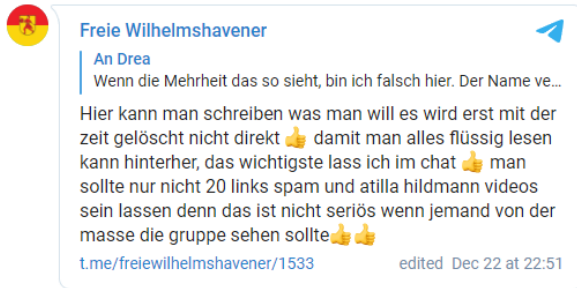 Freie Wilhelmshavener
An Drea
Wenn die Mehrheit das so sieht, bin ich falsch hier. Der Name ve...
Hier kann man schreiben was man will es wird erst mit der
zeit gelöscht nicht direkt 👍 damit man alles flüssig lesen
kann hinterher, das wichtigste lass ich im chat 👍 man
sollte nur nicht 20 links spam und atilla hildmann videos
sein lassen denn das ist nicht seriös wenn jemand von der
masse die gruppe sehen sollte👍👍
t.me/freiewilhelmshavener/1533 edited Dec 22 at 22:51